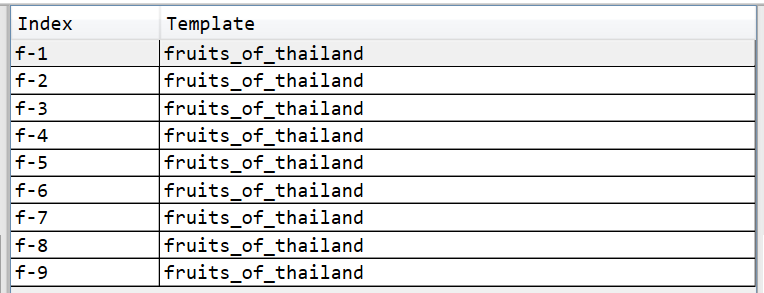 Index Template
f-1 fruits_of_thailand
f-2 fruits_of_thailand
f-3 fruits_of_thailand
f-4 fruits_of_thailand
f-5 fruits_of_thailand
f-6 fruits_of_thailand
f-7 fruits_of_thailand
f-8 fruits_of_thailand
f-9 fruits_of_thailand